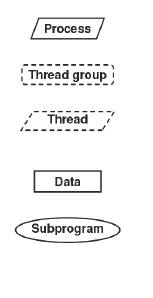 Process
Thread group
Thread
Data
Subprogram